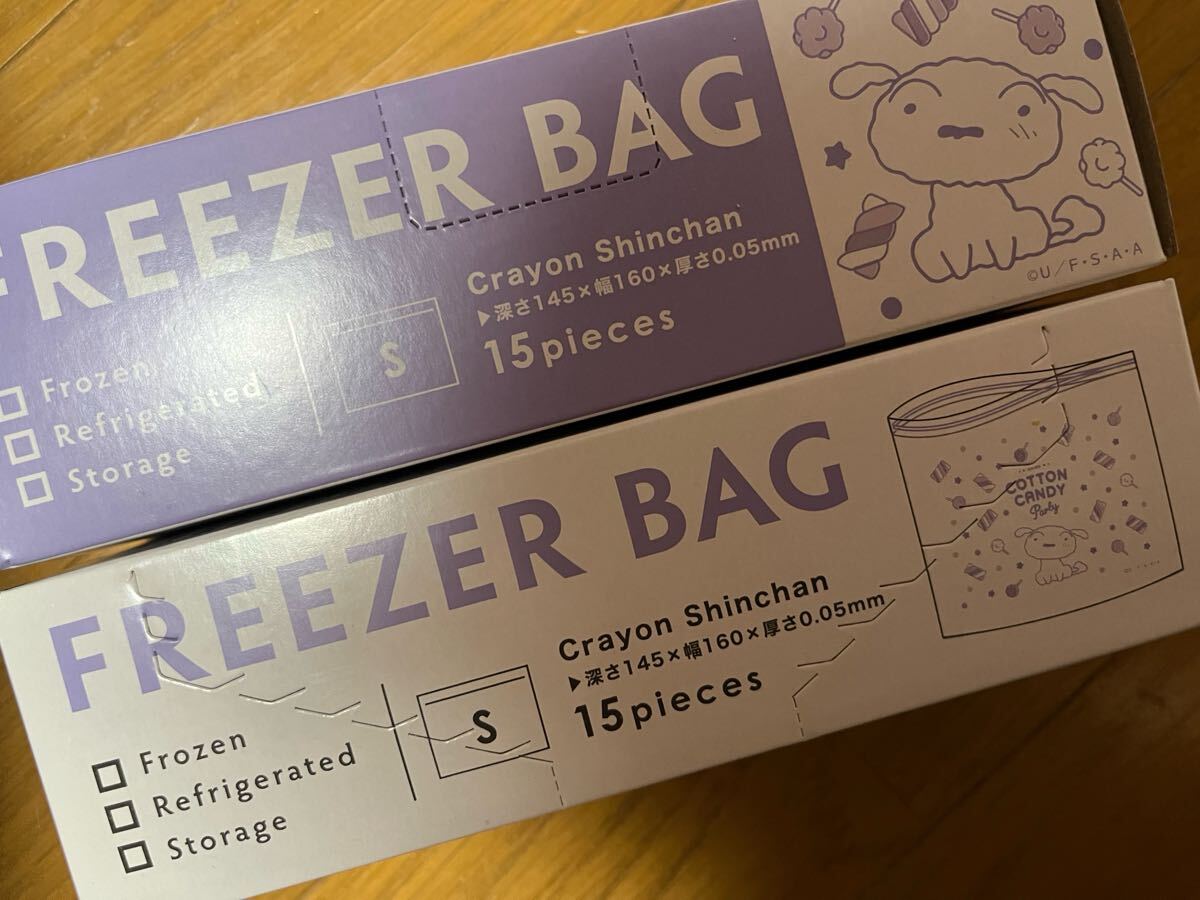 FREEZER BAG
Crayon Shinchan
▶深さ145×幅160×厚さ0.05mm
15pieces
S
Frozen
Refrigerated
Storage
©U/F・S・A・A
FREEZER BAG
Crayon Shinchan
▶深さ145×幅160×厚さ0.05mm
15pieces
S
Frozen
Refrigerated
Storage
COTTON
CANDY
Party